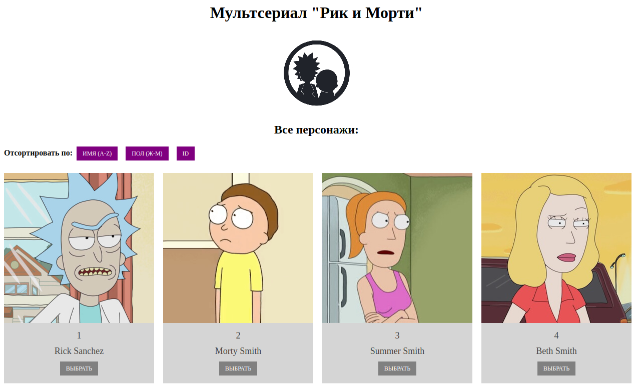 Мультсериал "Рик и Морти"
Все персонажи:
Отсортировать по: ИМЯ (A-Z) ПОЛ (Ж-М) ID
1 2 3 4
Rick Sanchez Morty Smith Summer Smith Beth Smith
ВЫБРАТЬ ВЫБРАТЬ ВЫБРАТЬ ВЫБРАТЬ